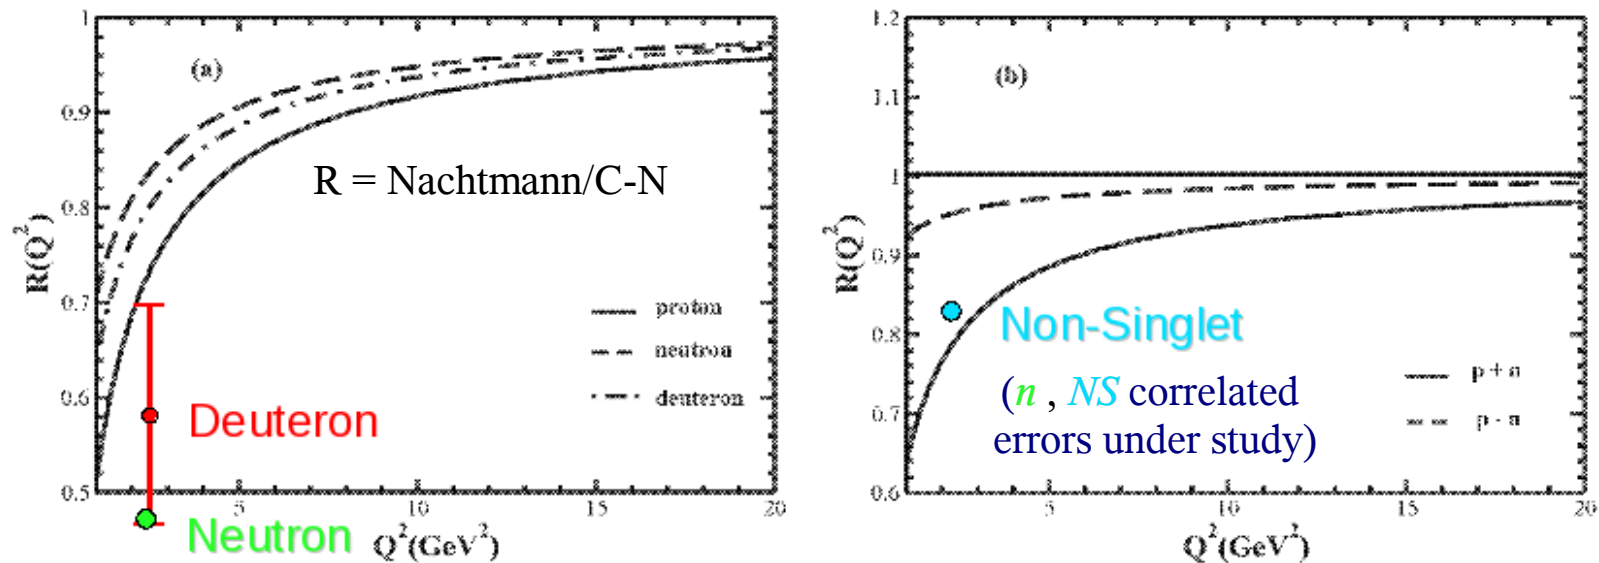 (a)
R = Nachtmann/C-N
R(Q²)
1
0.9
0.8
0.7
0.6
0.5
proton
neutron
deuteron
Deuteron
Neutron
5
10
15
20
Q²(GeV²)
(b)
R(Q²)
1.2
1.1
1
0.9
0.8
0.7
0.6
Non-Singlet
(n , NS correlated
errors under study)
p + n
p - n
5
10
15
20
Q²(GeV²)